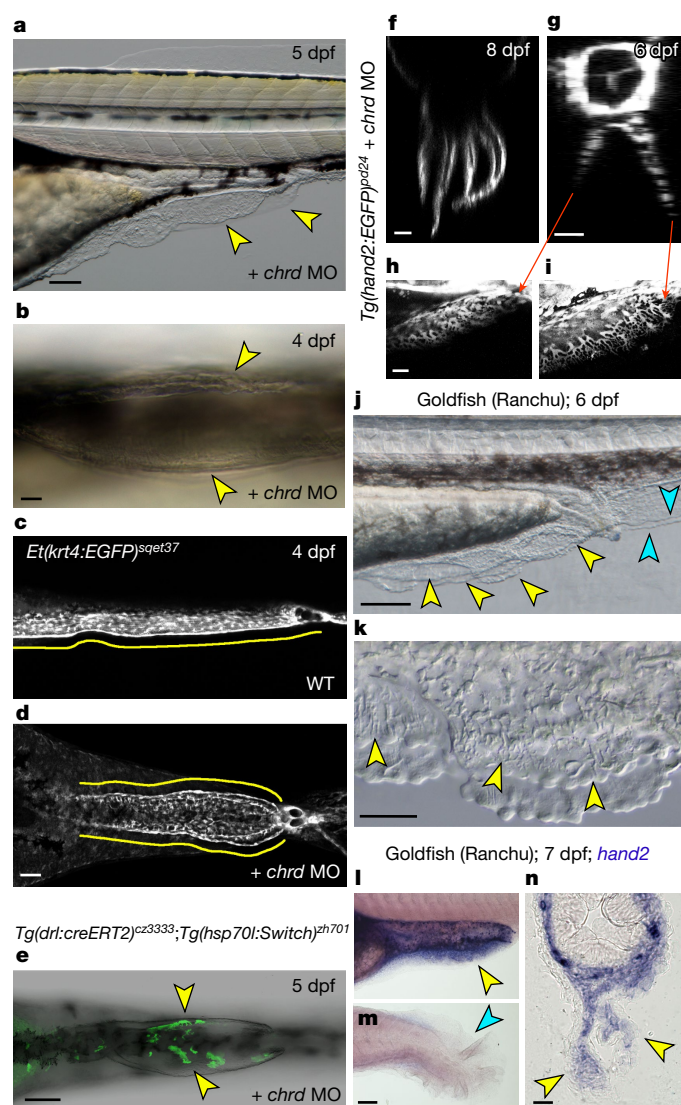 a
5 dpf
+ chrd MO
b
4 dpf
+ chrd MO
c
Et(krt4:EGFP)sqet37
4 dpf
WT
d
+ chrd MO
Tg(drl:creERT2)cz3333;Tg(hsp70l:Switch)zh701
e
5 dpf
+ chrd MO
Tg(hand2:EGFP)pd24 + chrd MO
f
8 dpf
g
6 dpf
h
i
j
Goldfish (Ranchu); 6 dpf
k
Goldfish (Ranchu); 7 dpf; hand2
l
m
n